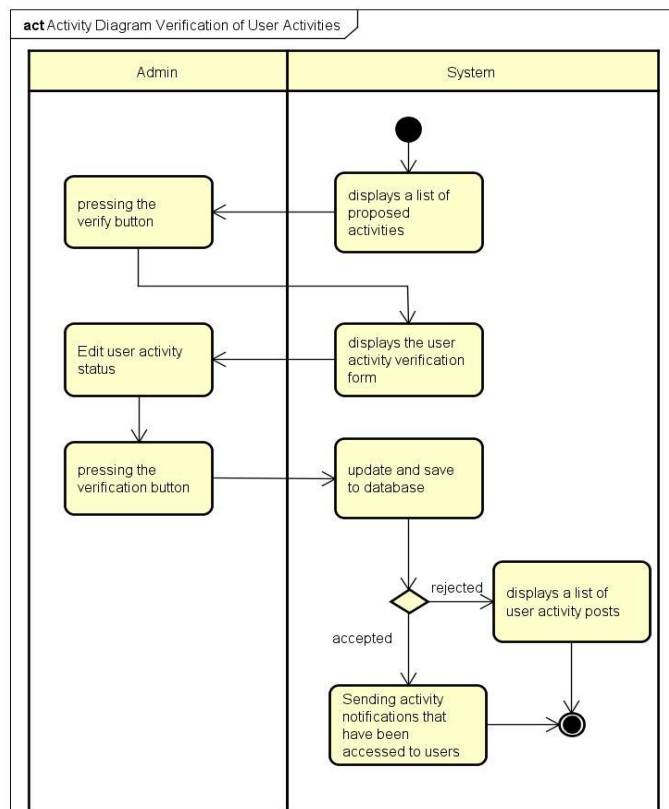 act Activity Diagram Verification of User Activities
Admin
System
displays a list of
proposed
activities
pressing the
verify button
displays the user
activity verification
form
Edit user activity
status
pressing the
verification button
update and save
to database
rejected
displays a list of
user activity posts
accepted
Sending activity
notifications that
have been
accessed to users